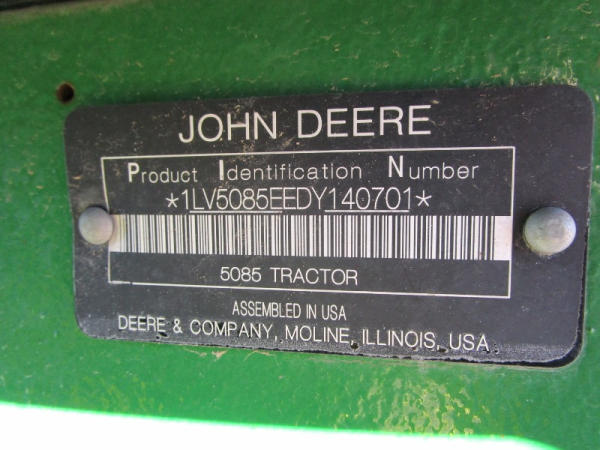 JOHN DEERE
Product Identification Number
*1LV5085EEDY140701*
5085 TRACTOR
ASSEMBLED IN USA
DEERE & COMPANY, MOLINE, ILLINOIS, USA